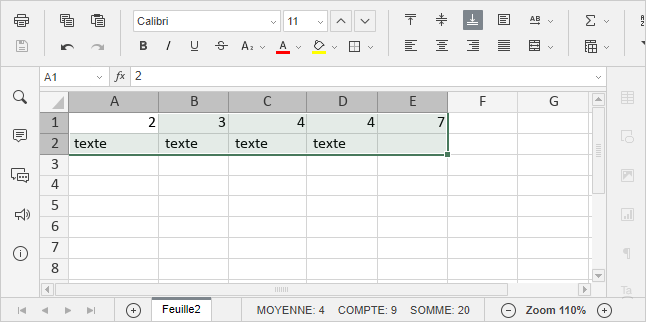 Calibri 11
A1 fx 2
A B C D E F G
1 2 3 4 4 7
2 texte texte texte texte
3
4
5
6
7
8
Feuille2 MOYENNE: 4 COMPTE: 9 SOMME: 20 Zoom 110%